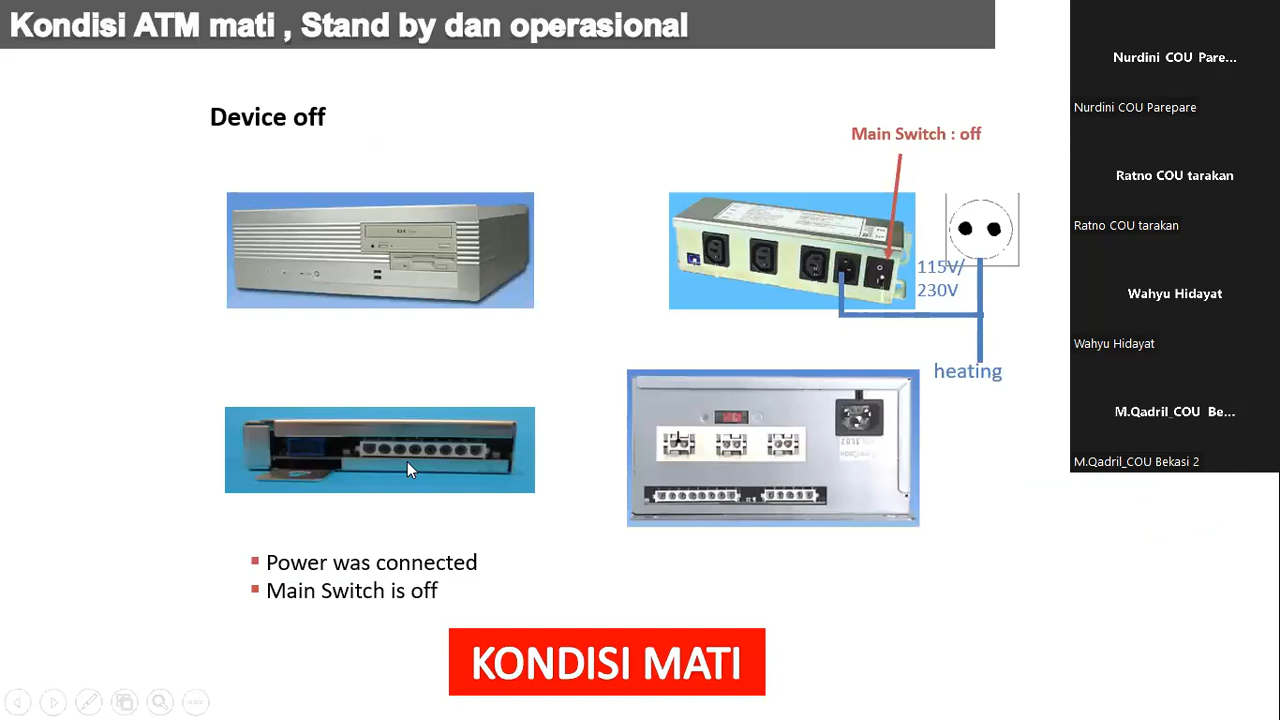 Kondisi ATM mati , Stand by dan operasional
Device off
Main Switch : off
115V/
230V
heating
Power was connected
Main Switch is off
KONDISI MATI
Nurdini COU Pare...
Nurdini COU Parepare
Ratno COU tarakan
Ratno COU tarakan
Wahyu Hidayat
Wahyu Hidayat
M.Qadril_COU Be...
M.Qadril_COU Bekasi 2